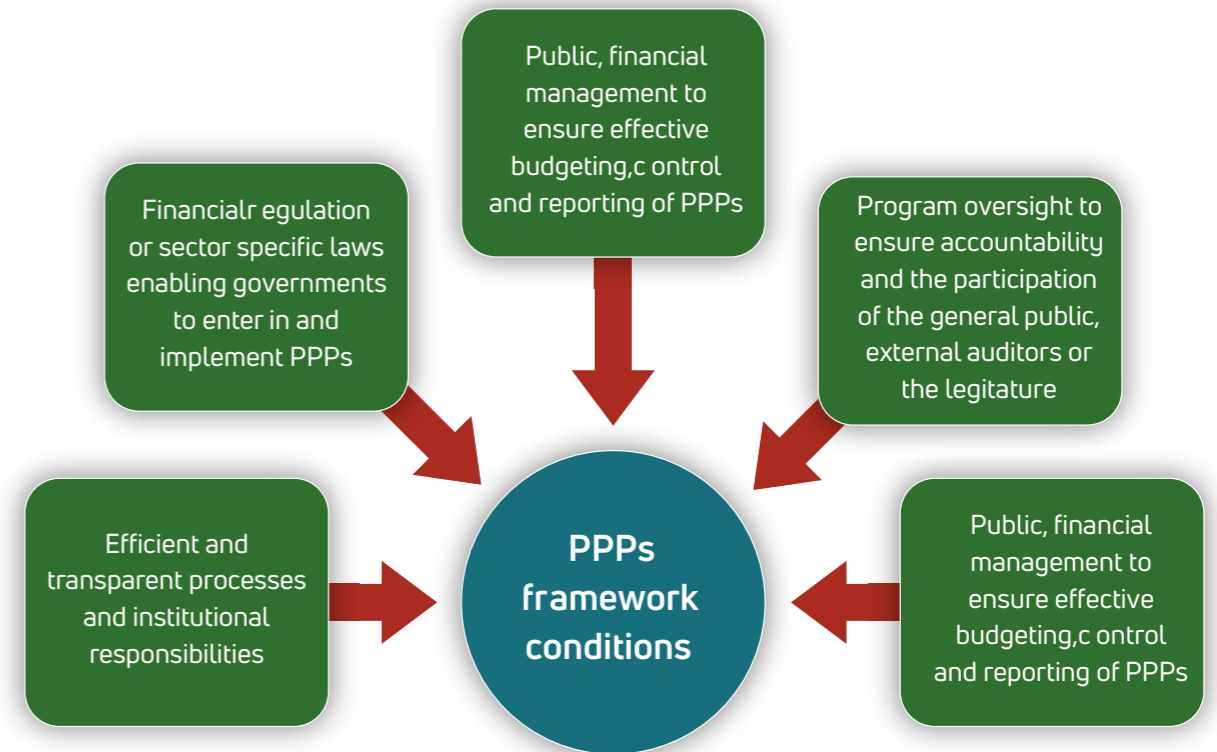 Public, financial
management to
ensure effective
budgeting,c ontrol
and reporting of PPPs
Financialr egulation
or sector specific laws
enabling governments
to enter in and
implement PPPs
Program oversight to
ensure accountability
and the participation
of the general public,
external auditors or
the legitature
Efficient and
transparent processes
and institutional
responsibilities
PPPs
framework
conditions
Public, financial
management to
ensure effective
budgeting,c ontrol
and reporting of PPPs